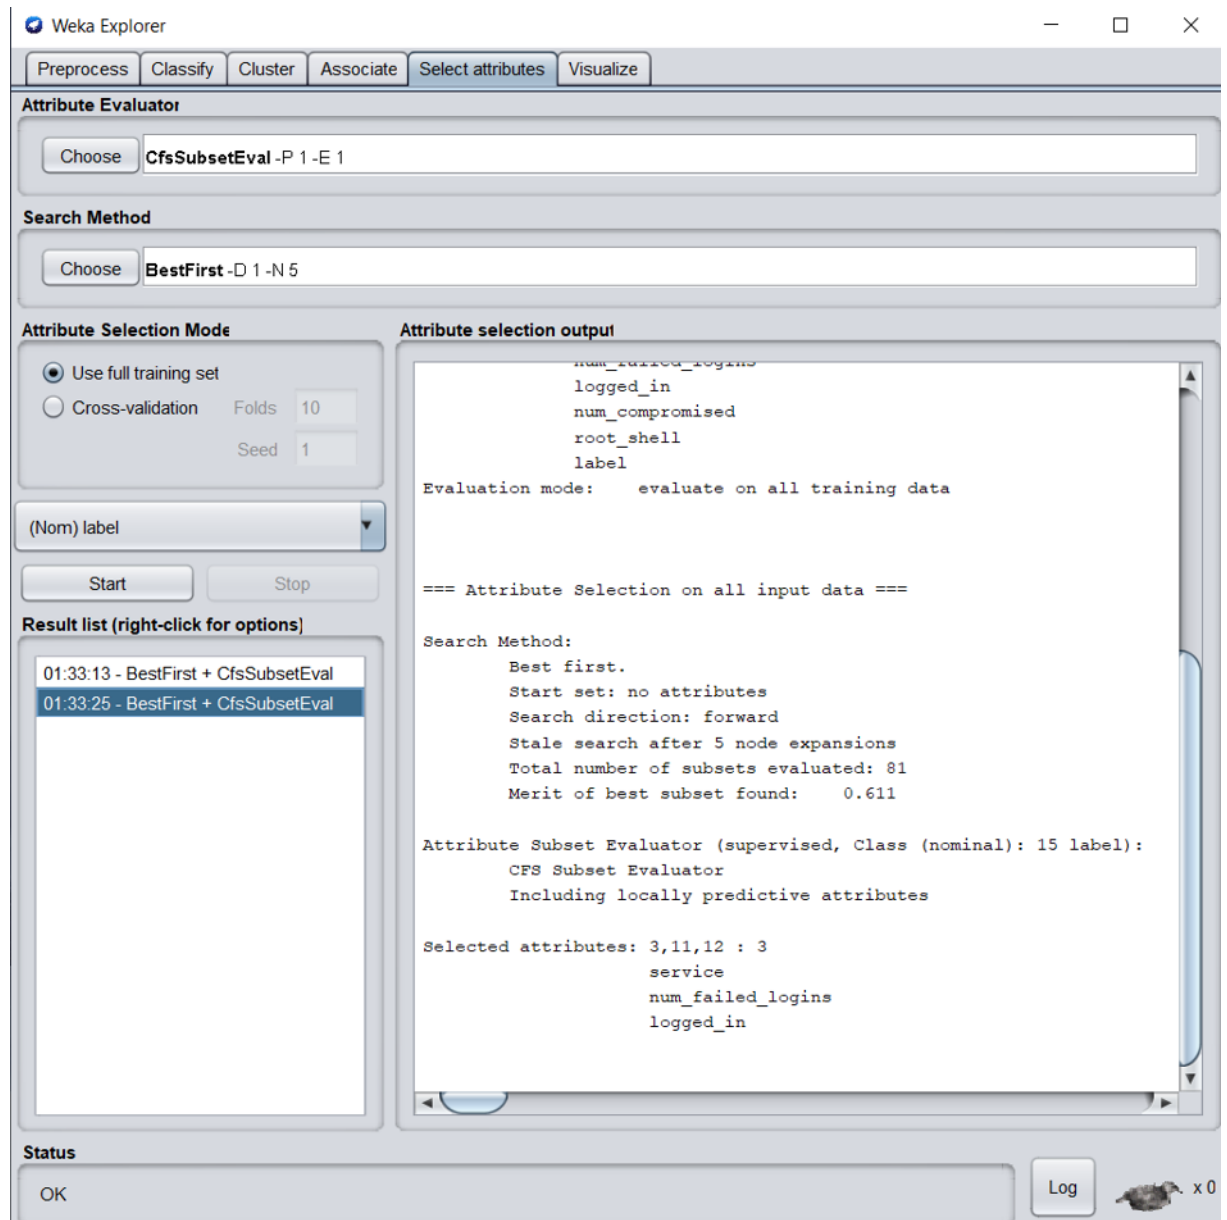 Weka Explorer
Preprocess Classify Cluster Associate Select attributes Visualize
Attribute Evaluator
Choose CfsSubsetEval -P 1 -E 1
Search Method
Choose BestFirst -D 1 -N 5
Attribute Selection Mode
Use full training set
Cross-validation Folds 10
Seed 1
(Nom) label
Start Stop
Result list (right-click for options)
01:33:13 - BestFirst + CfsSubsetEval
01:33:25 - BestFirst + CfsSubsetEval
Attribute selection output
num_failed_logins
logged_in
num_compromised
root_shell
label
Evaluation mode: evaluate on all training data
=== Attribute Selection on all input data ===
Search Method:
Best first.
Start set: no attributes
Search direction: forward
Stale search after 5 node expansions
Total number of subsets evaluated: 81
Merit of best subset found: 0.611
Attribute Subset Evaluator (supervised, Class (nominal): 15 label):
CFS Subset Evaluator
Including locally predictive attributes
Selected attributes: 3,11,12 : 3
service
num_failed_logins
logged_in
Status
OK
Log x 0